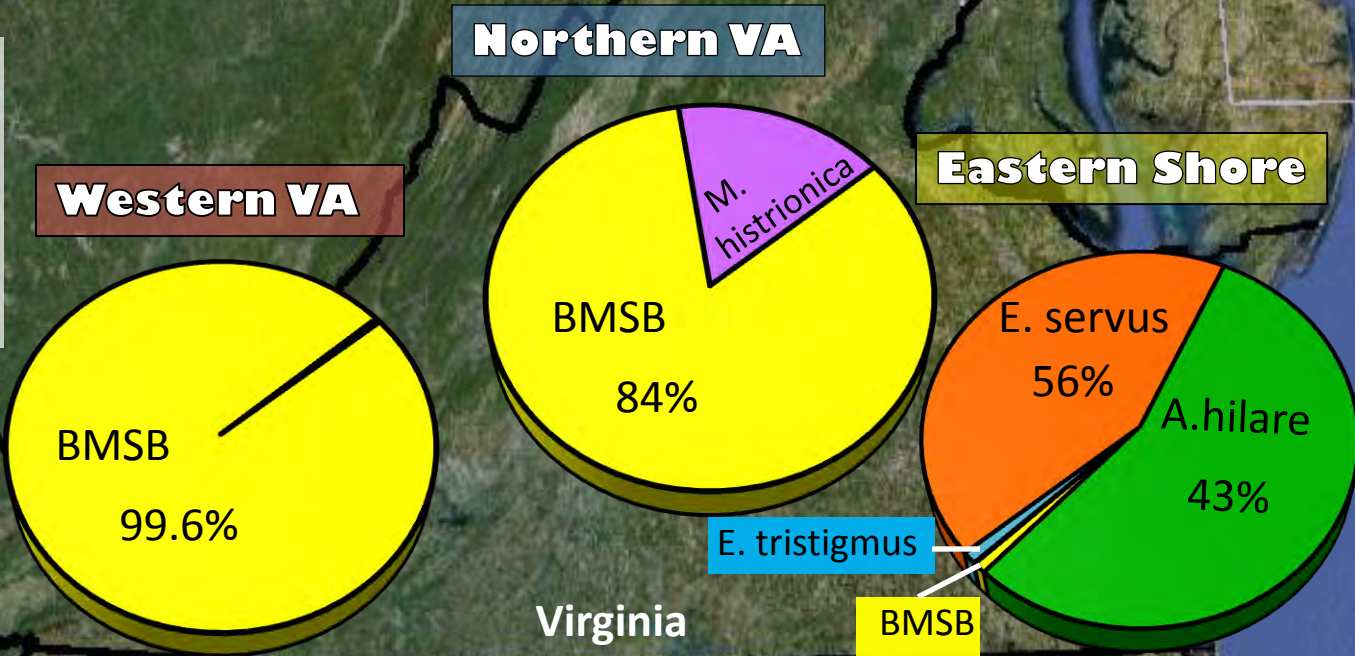 Northern VA
Western VA
Eastern Shore
M.
histrionica
BMSB
84%
BMSB
99.6%
E. servus
56%
A.hilare
43%
E. tristigmus
BMSB
Virginia